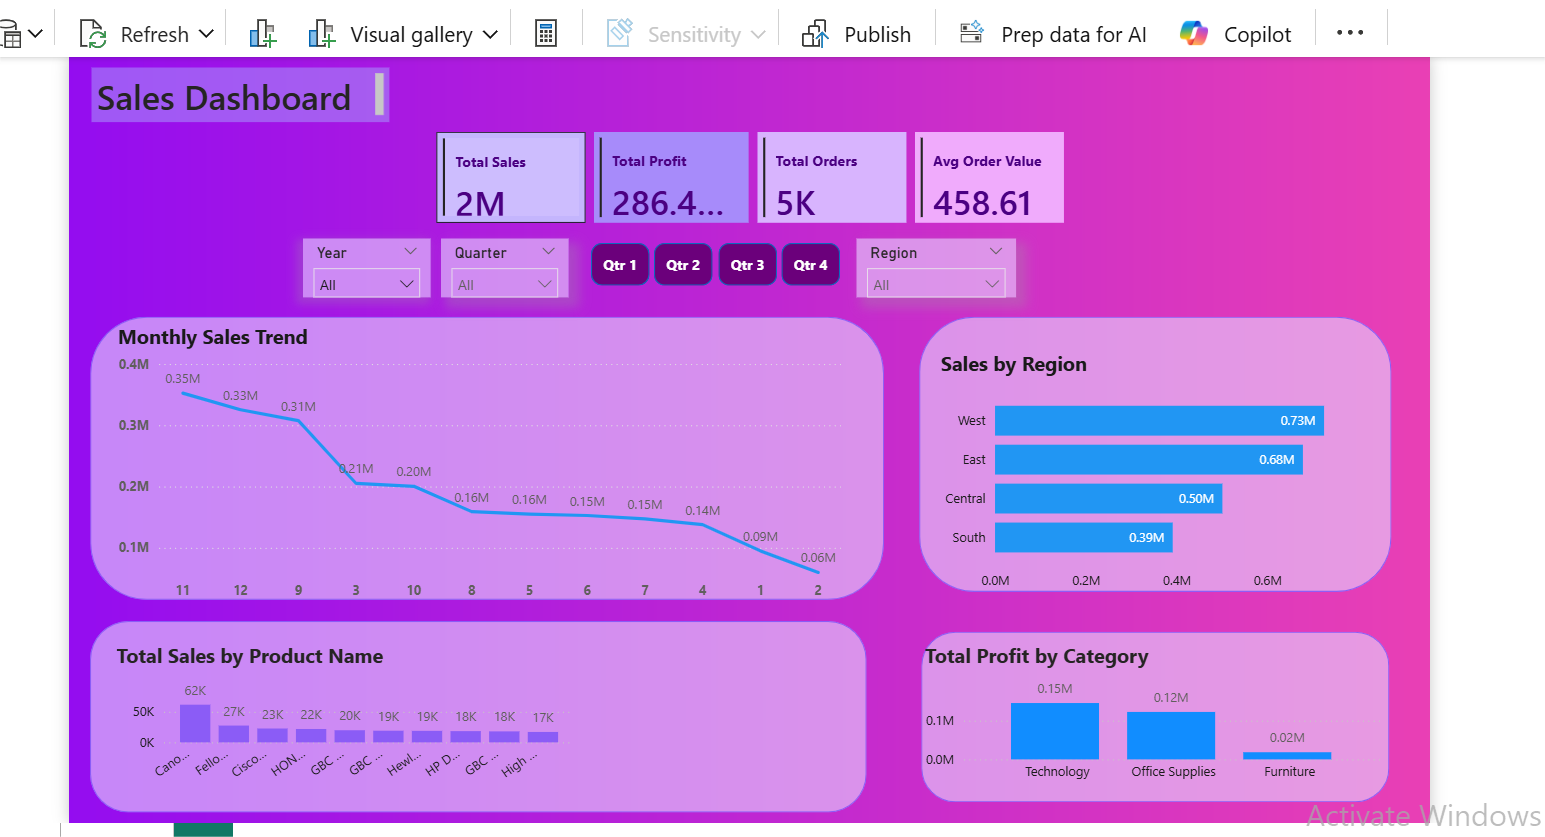 Refresh
Visual gallery
Sensitivity
Publish
Prep data for AI
Copilot
Sales Dashboard
Total Sales
2M
Total Profit
286.4...
Total Orders
5K
Avg Order Value
458.61
Year
All
Quarter
All
Qtr 1
Qtr 2
Qtr 3
Qtr 4
Region
All
Monthly Sales Trend
0.4M
0.3M
0.2M
0.1M
0.35M
0.33M
0.31M
0.21M
0.20M
0.16M
0.16M
0.15M
0.15M
0.14M
0.09M
0.06M
11 12 9 3 10 8 5 6 7 4 1 2
Sales by Region
West 0.73M
East 0.68M
Central 0.50M
South 0.39M
0.0M 0.2M 0.4M 0.6M
Total Sales by Product Name
50K
0K
62K 27K 23K 22K 20K 19K 19K 18K 18K 17K
Cano... Fello... Cisco... HON... GBC ... GBC ... Hewl... HP D... GBC ... High ...
Total Profit by Category
0.1M
0.0M
0.15M
0.12M
0.02M
Technology Office Supplies Furniture
Activate Windows